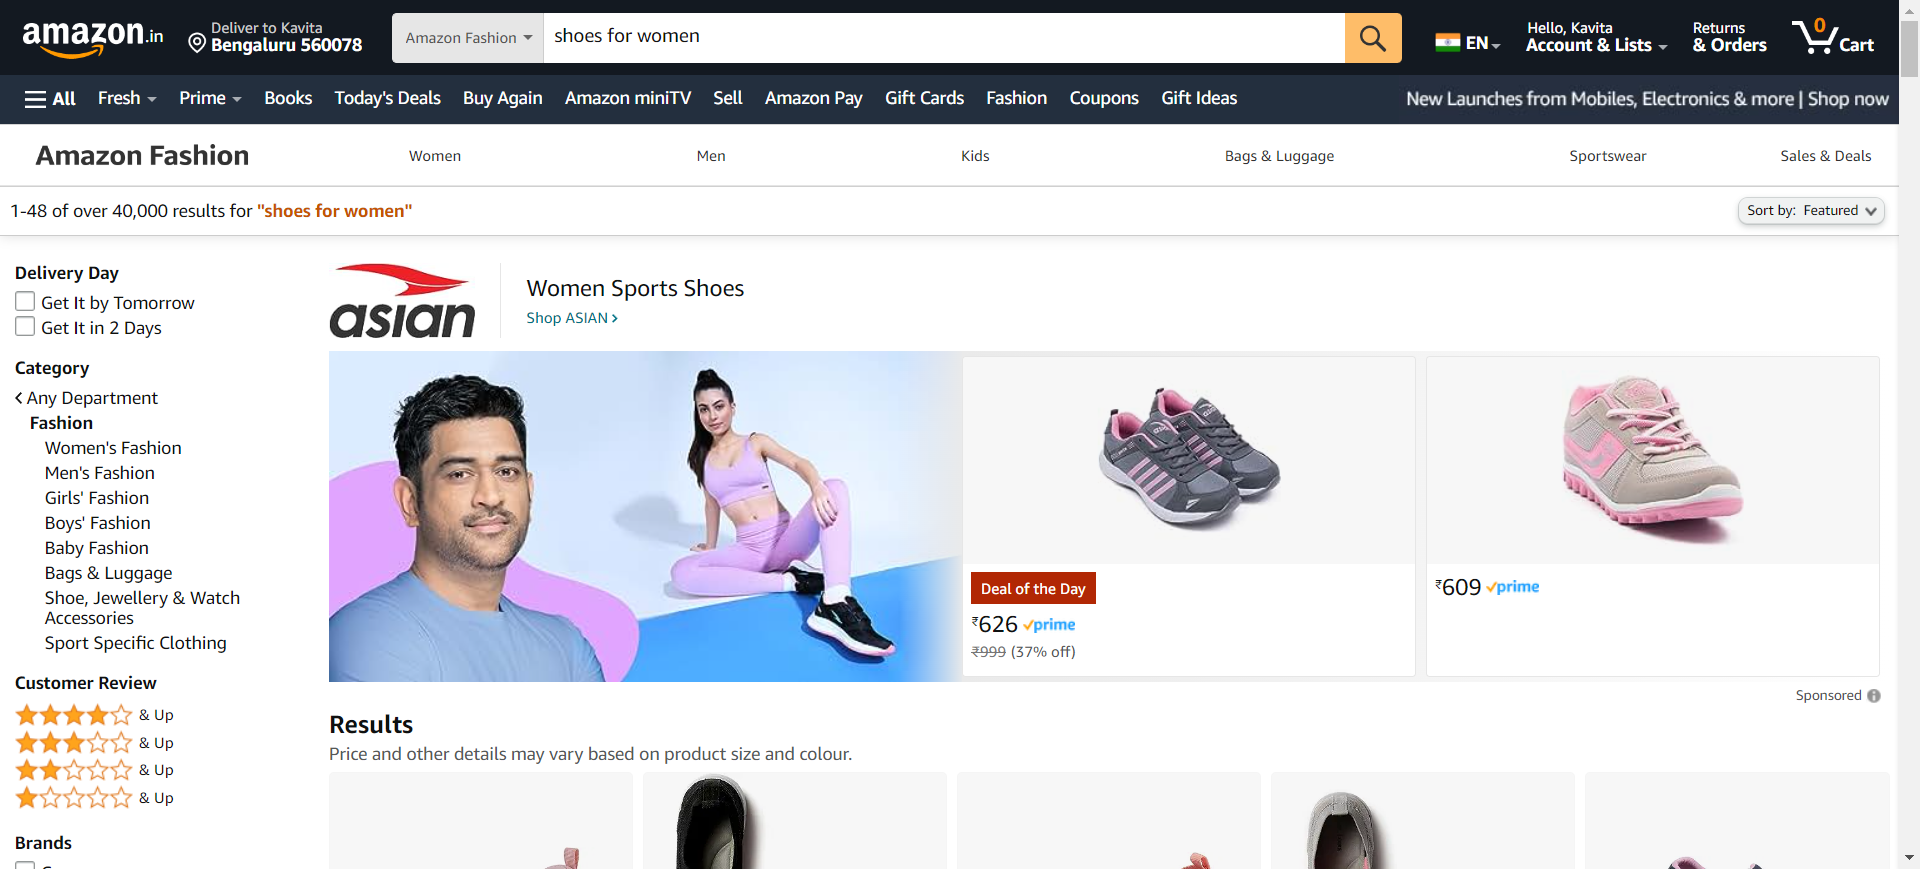 amazon.in
Deliver to Kavita
Bengaluru 560078
Amazon Fashion
shoes for women
EN
Hello, Kavita
Account & Lists
Returns
& Orders
0
Cart
All
Fresh
Prime
Books
Today's Deals
Buy Again
Amazon miniTV
Sell
Amazon Pay
Gift Cards
Fashion
Coupons
Gift Ideas
New Launches from Mobiles, Electronics & more | Shop now
Amazon Fashion
Women
Men
Kids
Bags & Luggage
Sportswear
Sales & Deals
1-48 of over 40,000 results for "shoes for women"
Sort by: Featured
Delivery Day
Get It by Tomorrow
Get It in 2 Days
Category
Any Department
Fashion
Women's Fashion
Men's Fashion
Girls' Fashion
Boys' Fashion
Baby Fashion
Bags & Luggage
Shoe, Jewellery & Watch
Accessories
Sport Specific Clothing
Customer Review
& Up
& Up
& Up
& Up
Brands
asian
Women Sports Shoes
Shop ASIAN ›
Deal of the Day
₹626 prime
₹999 (37% off)
₹609 prime
Sponsored
Results
Price and other details may vary based on product size and colour.